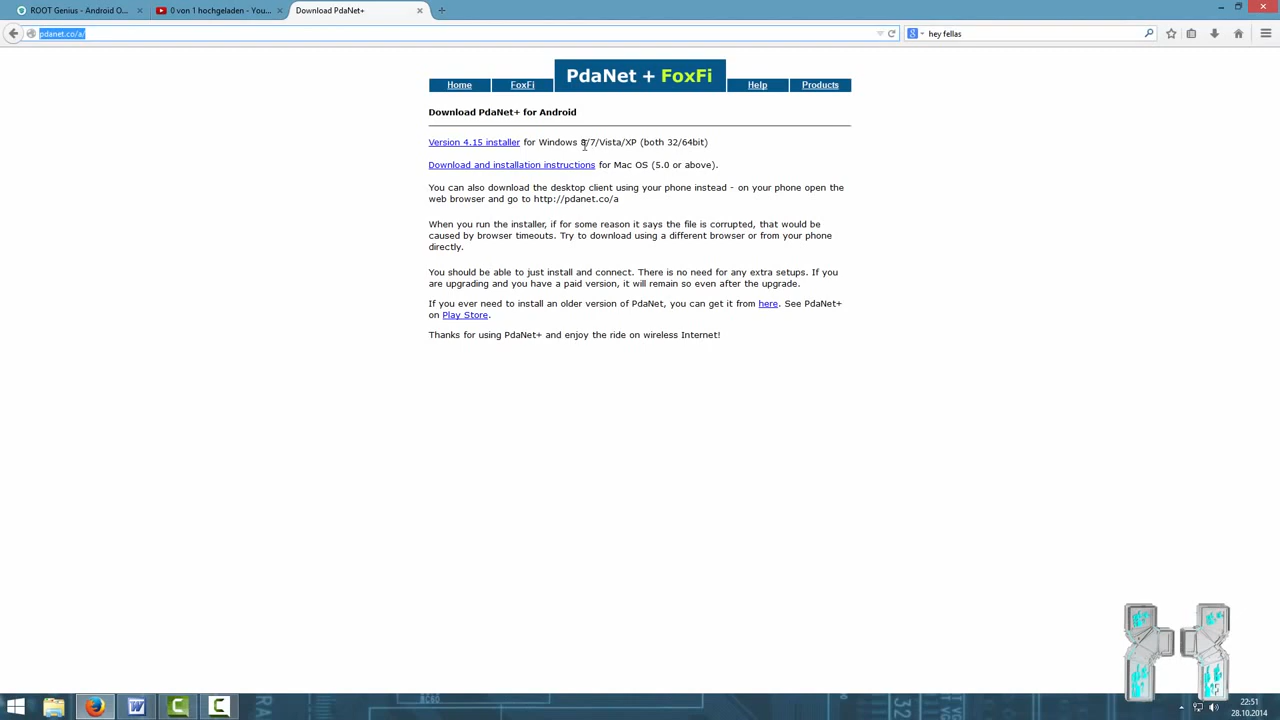 ROOT Genius - Android O...
0 von 1 hochgeladen - You...
Download PdaNet+
pdanet.co/a/
hey fellas
Home
FoxFi
PdaNet + FoxFi
Help
Products
Download PdaNet+ for Android
Version 4.15 installer for Windows 8/7/Vista/XP (both 32/64bit)
Download and installation instructions for Mac OS (5.0 or above).
You can also download the desktop client using your phone instead - on your phone open the
web browser and go to http://pdanet.co/a
When you run the installer, if for some reason it says the file is corrupted, that would be
caused by browser timeouts. Try to download using a different browser or from your phone
directly.
You should be able to just install and connect. There is no need for any extra setups. If you
are upgrading and you have a paid version, it will remain so even after the upgrade.
If you ever need to install an older version of PdaNet, you can get it from here. See PdaNet+
on Play Store.
Thanks for using PdaNet+ and enjoy the ride on wireless Internet!
22:51
28.10.2014